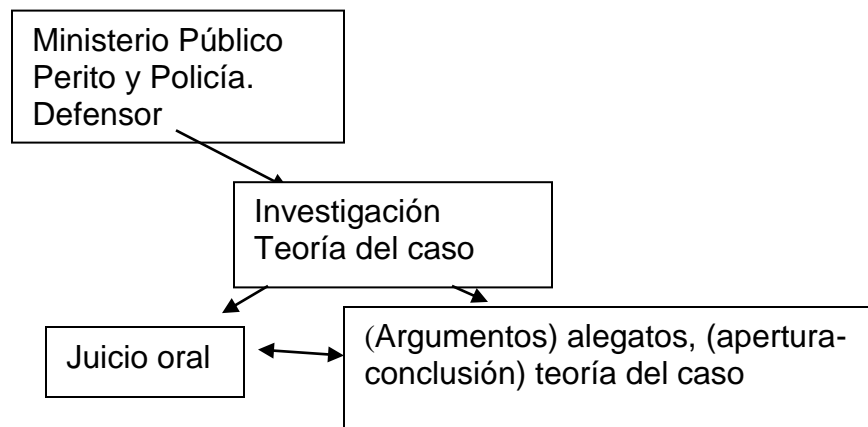 Ministerio Público
Perito y Policía.
Defensor
Investigación
Teoría del caso
Juicio oral
(Argumentos) alegatos, (apertura-
conclusión) teoría del caso